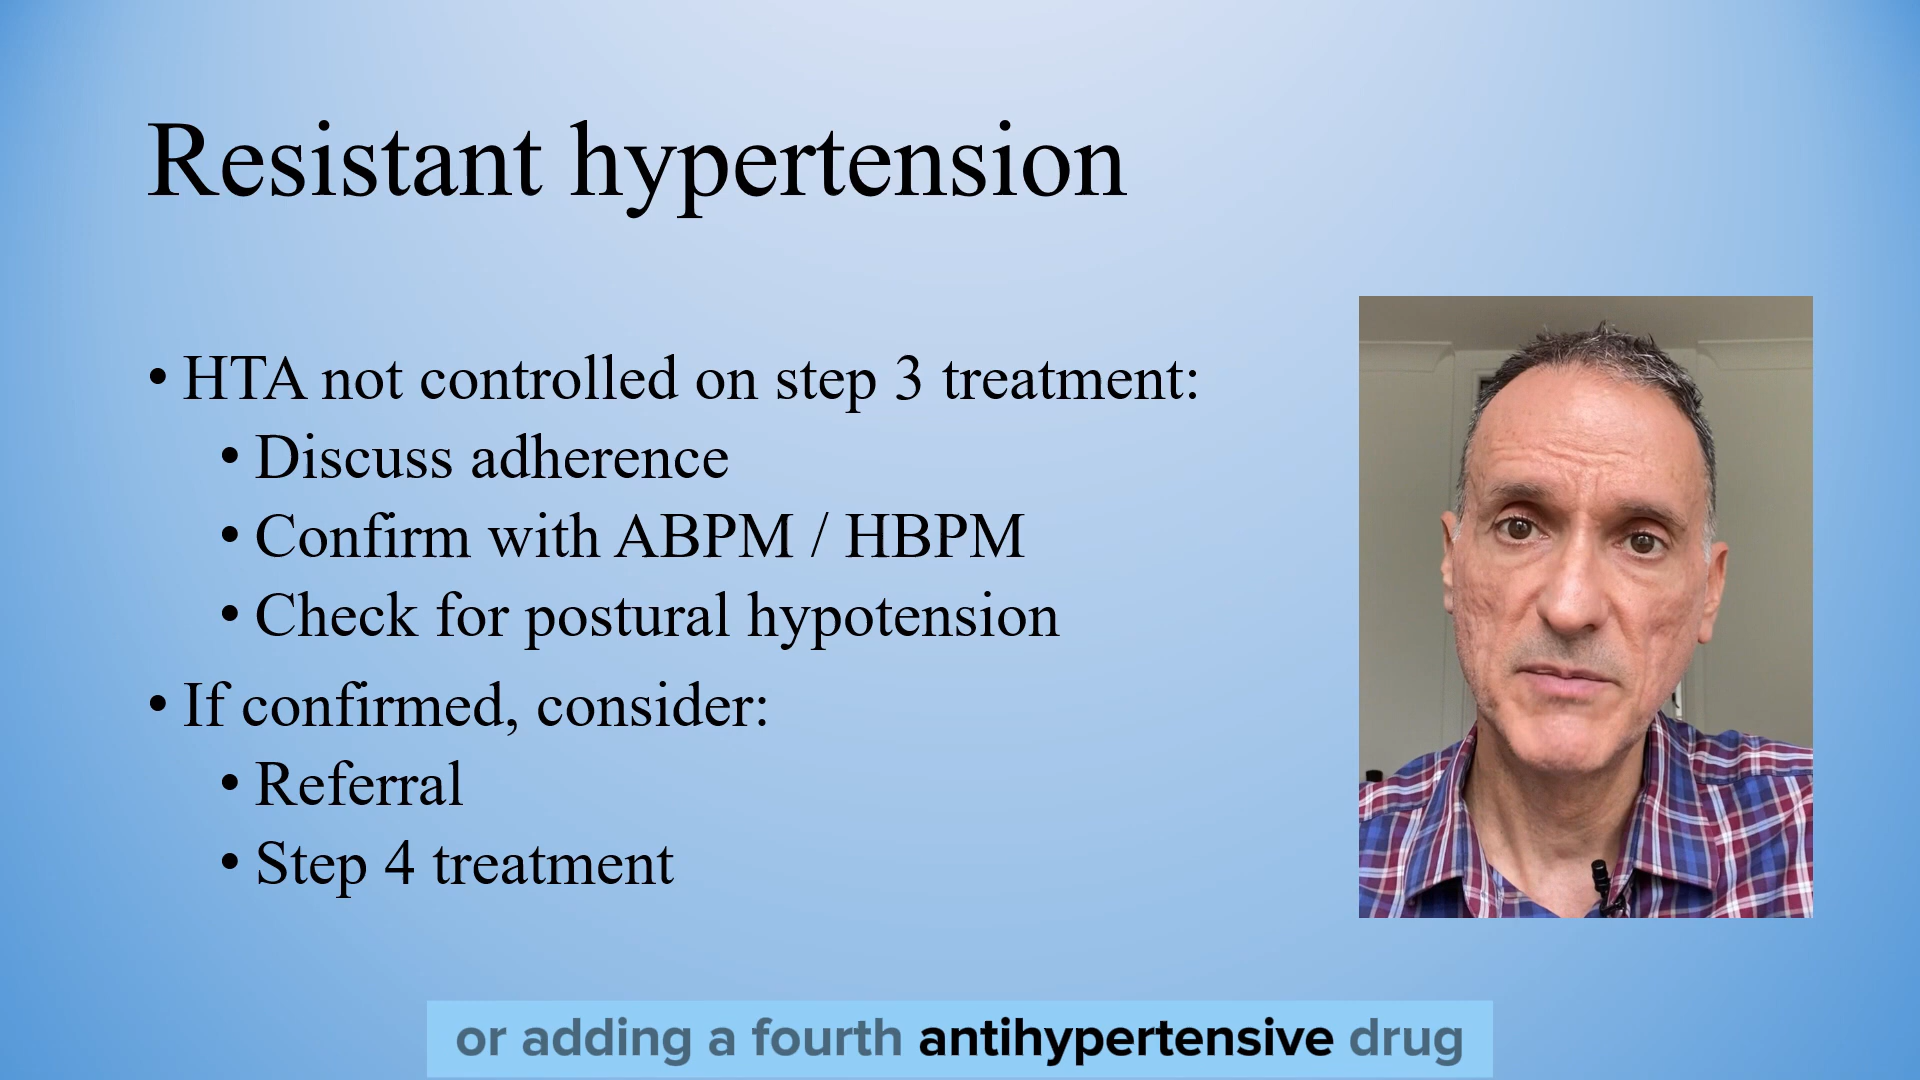 Resistant hypertension
• HTA not controlled on step 3 treatment:
• Discuss adherence
• Confirm with ABPM / HBPM
• Check for postural hypotension
• If confirmed, consider:
• Referral
• Step 4 treatment
or adding a fourth antihypertensive drug